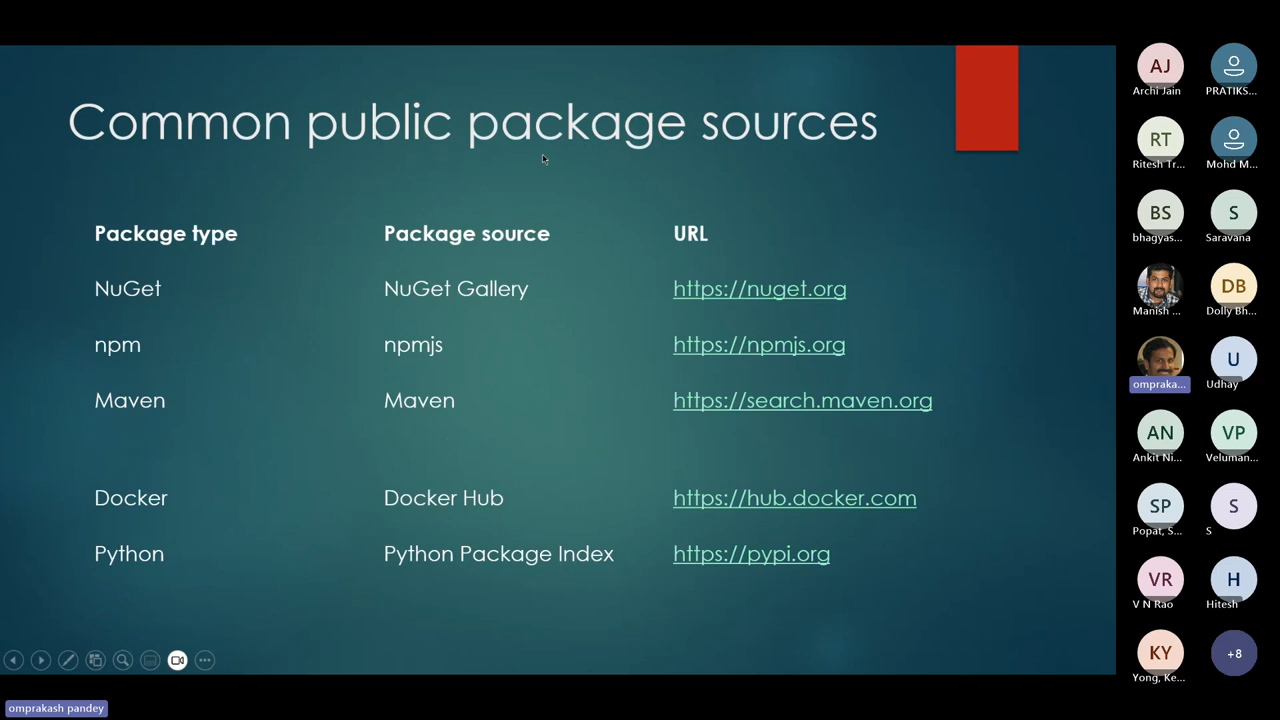 Common public package sources
Package type Package source URL
NuGet NuGet Gallery https://nuget.org
npm npmjs https://npmjs.org
Maven Maven https://search.maven.org
Docker Docker Hub https://hub.docker.com
Python Python Package Index https://pypi.org
omprakash pandey
AJ
Archi Jain
PRATIKS...
RT
Ritesh Tr...
Mohd M...
BS
bhagyas...
S
Saravana
Manish ...
DB
Dolly Bh...
ompraka...
U
Udhay
AN
Ankit Ni...
VP
Veluman...
SP
Popat, S...
S
S
VR
V N Rao
H
Hitesh
KY
Yong, Ke...
+8